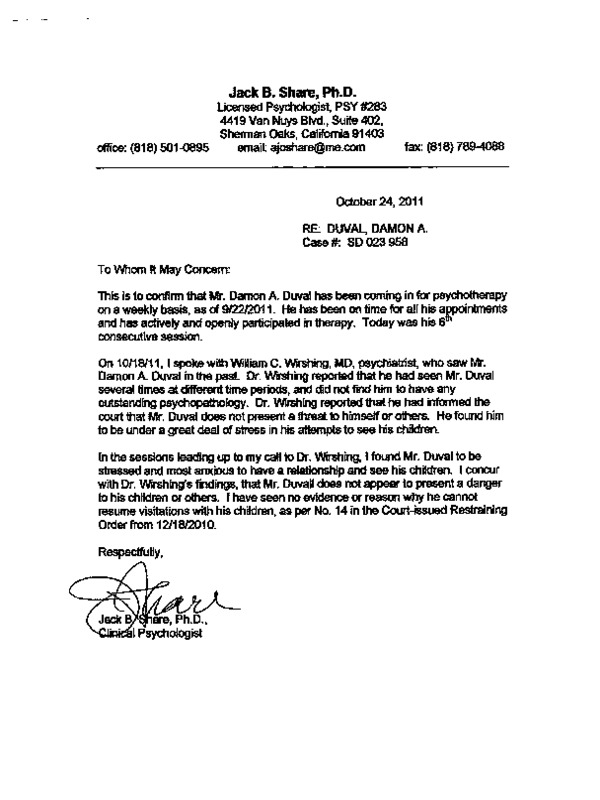 Jack B. Share, Ph.D.
Licensed Psychologist, PSY #283
4419 Van Nuys Blvd., Suite 402,
Sherman Oaks, California 91403
office: (818) 501-0895 email: ajoshare@me.com fax: (818) 789-4088
October 24, 2011
RE: DUVAL, DAMON A.
Case #: SD 023 958
To Whom It May Concern:
This is to confirm that Mr. Damon A. Duval has been coming in for psychotherapy
on a weekly basis, as of 9/22/2011. He has been on time for all his appointments
and has actively and openly participated in therapy. Today was his 6th
consecutive session.
On 10/18/11, I spoke with William C. Wirshing, MD, psychiatrist, who saw Mr.
Damon A. Duval in the past. Dr. Wirshing reported that he had seen Mr. Duval
several times at different time periods, and did not find him to have any
outstanding psychopathology. Dr. Wirshing reported that he had informed the
court that Mr. Duval does not present a threat to himself or others. He found him
to be under a great deal of stress in his attempts to see his children.
In the sessions leading up to my call to Dr. Wirshing, I found Mr. Duval to be
stressed and most anxious to have a relationship and see his children. I concur
with Dr. Wirshing's findings, that Mr. Duvall does not appear to present a danger
to his children or others. I have seen no evidence or reason why he cannot
resume visitations with his children, as per No. 14 in the Court-issued Restraining
Order from 12/18/2010.
Respectfully,
Share
Jack B. Share, Ph.D.,
Clinical Psychologist